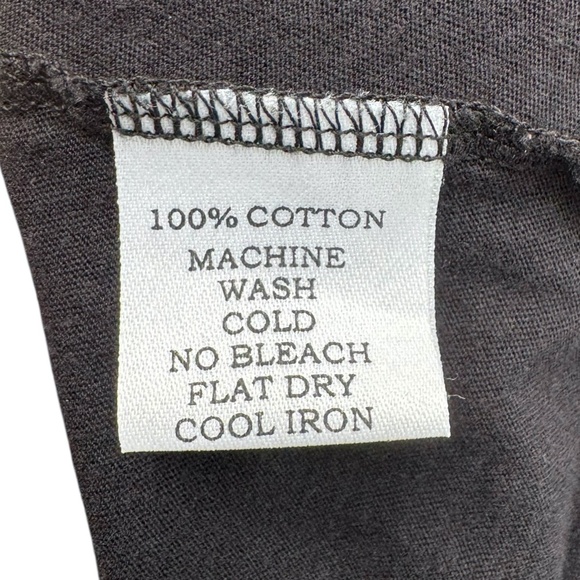 100% COTTON
MACHINE
WASH
COLD
NO BLEACH
FLAT DRY
COOL IRON